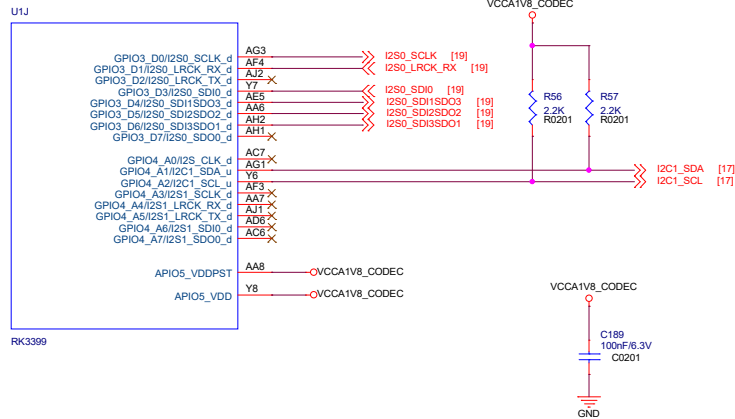 VCCA1V8_CODEC
U1J
GPIO3_D0/I2S0_SCLK_d AG3 I2S0_SCLK [19]
GPIO3_D1/I2S0_LRCK_RX_d AF4 I2S0_LRCK_RX [19]
GPIO3_D2/I2S0_LRCK_TX_d AJ2
GPIO3_D3/I2S0_SDI0_d Y7 I2S0_SDI0 [19]
GPIO3_D4/I2S0_SDI1SDO3_d AE5 I2S0_SDI1SDO3 [19]
GPIO3_D5/I2S0_SDI2SDO2_d AA6 I2S0_SDI2SDO2 [19]
GPIO3_D6/I2S0_SDI3SDO1_d AH2 I2S0_SDI3SDO1 [19]
GPIO3_D7/I2S0_SDO0_d AH1
R56
2.2K
R0201
R57
2.2K
R0201
GPIO4_A0/I2S_CLK_d AC7
GPIO4_A1/I2C1_SDA_u AG1 I2C1_SDA [17]
GPIO4_A2/I2C1_SCL_u Y6 I2C1_SCL [17]
GPIO4_A3/I2S1_SCLK_d AF3
GPIO4_A4/I2S1_LRCK_RX_d AA7
GPIO4_A5/I2S1_LRCK_TX_d AJ1
GPIO4_A6/I2S1_SDI0_d AD6
GPIO4_A7/I2S1_SDO0_d AC6
APIO5_VDDPST AA8 VCCA1V8_CODEC
APIO5_VDD Y8 VCCA1V8_CODEC
RK3399
VCCA1V8_CODEC
C189
100nF/6.3V
C0201
GND